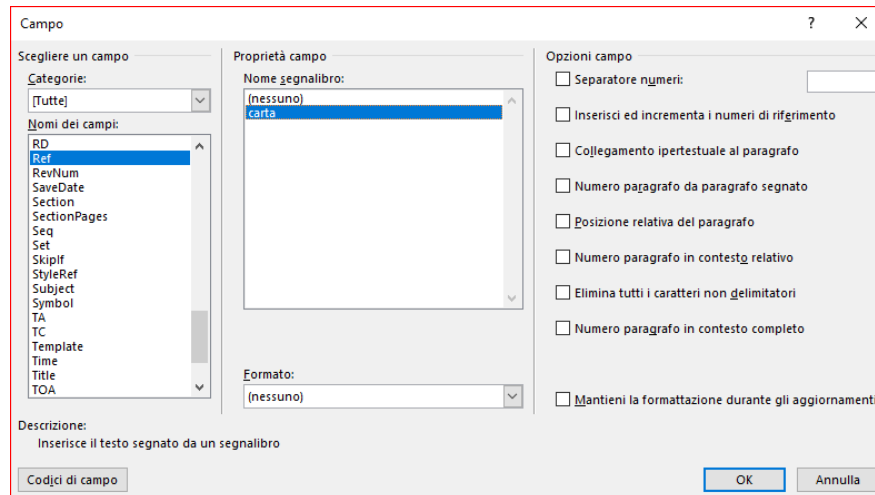 Campo
?
Scegliere un campo
Categorie:
[Tutte]
Nomi dei campi:
RD
Ref
RevNum
SaveDate
Section
SectionPages
Seq
Set
SkipIf
StyleRef
Subject
Symbol
TA
TC
Template
Time
Title
TOA
Proprietà campo
Nome segnalibro:
(nessuno)
carta
Formato:
(nessuno)
Opzioni campo
Separatore numeri:
Inserisci ed incrementa i numeri di riferimento
Collegamento ipertestuale al paragrafo
Numero paragrafo da paragrafo segnato
Posizione relativa del paragrafo
Numero paragrafo in contesto relativo
Elimina tutti i caratteri non delimitatori
Numero paragrafo in contesto completo
Mantieni la formattazione durante gli aggiornamenti
Descrizione:
Inserisce il testo segnato da un segnalibro
Codici di campo
OK
Annulla